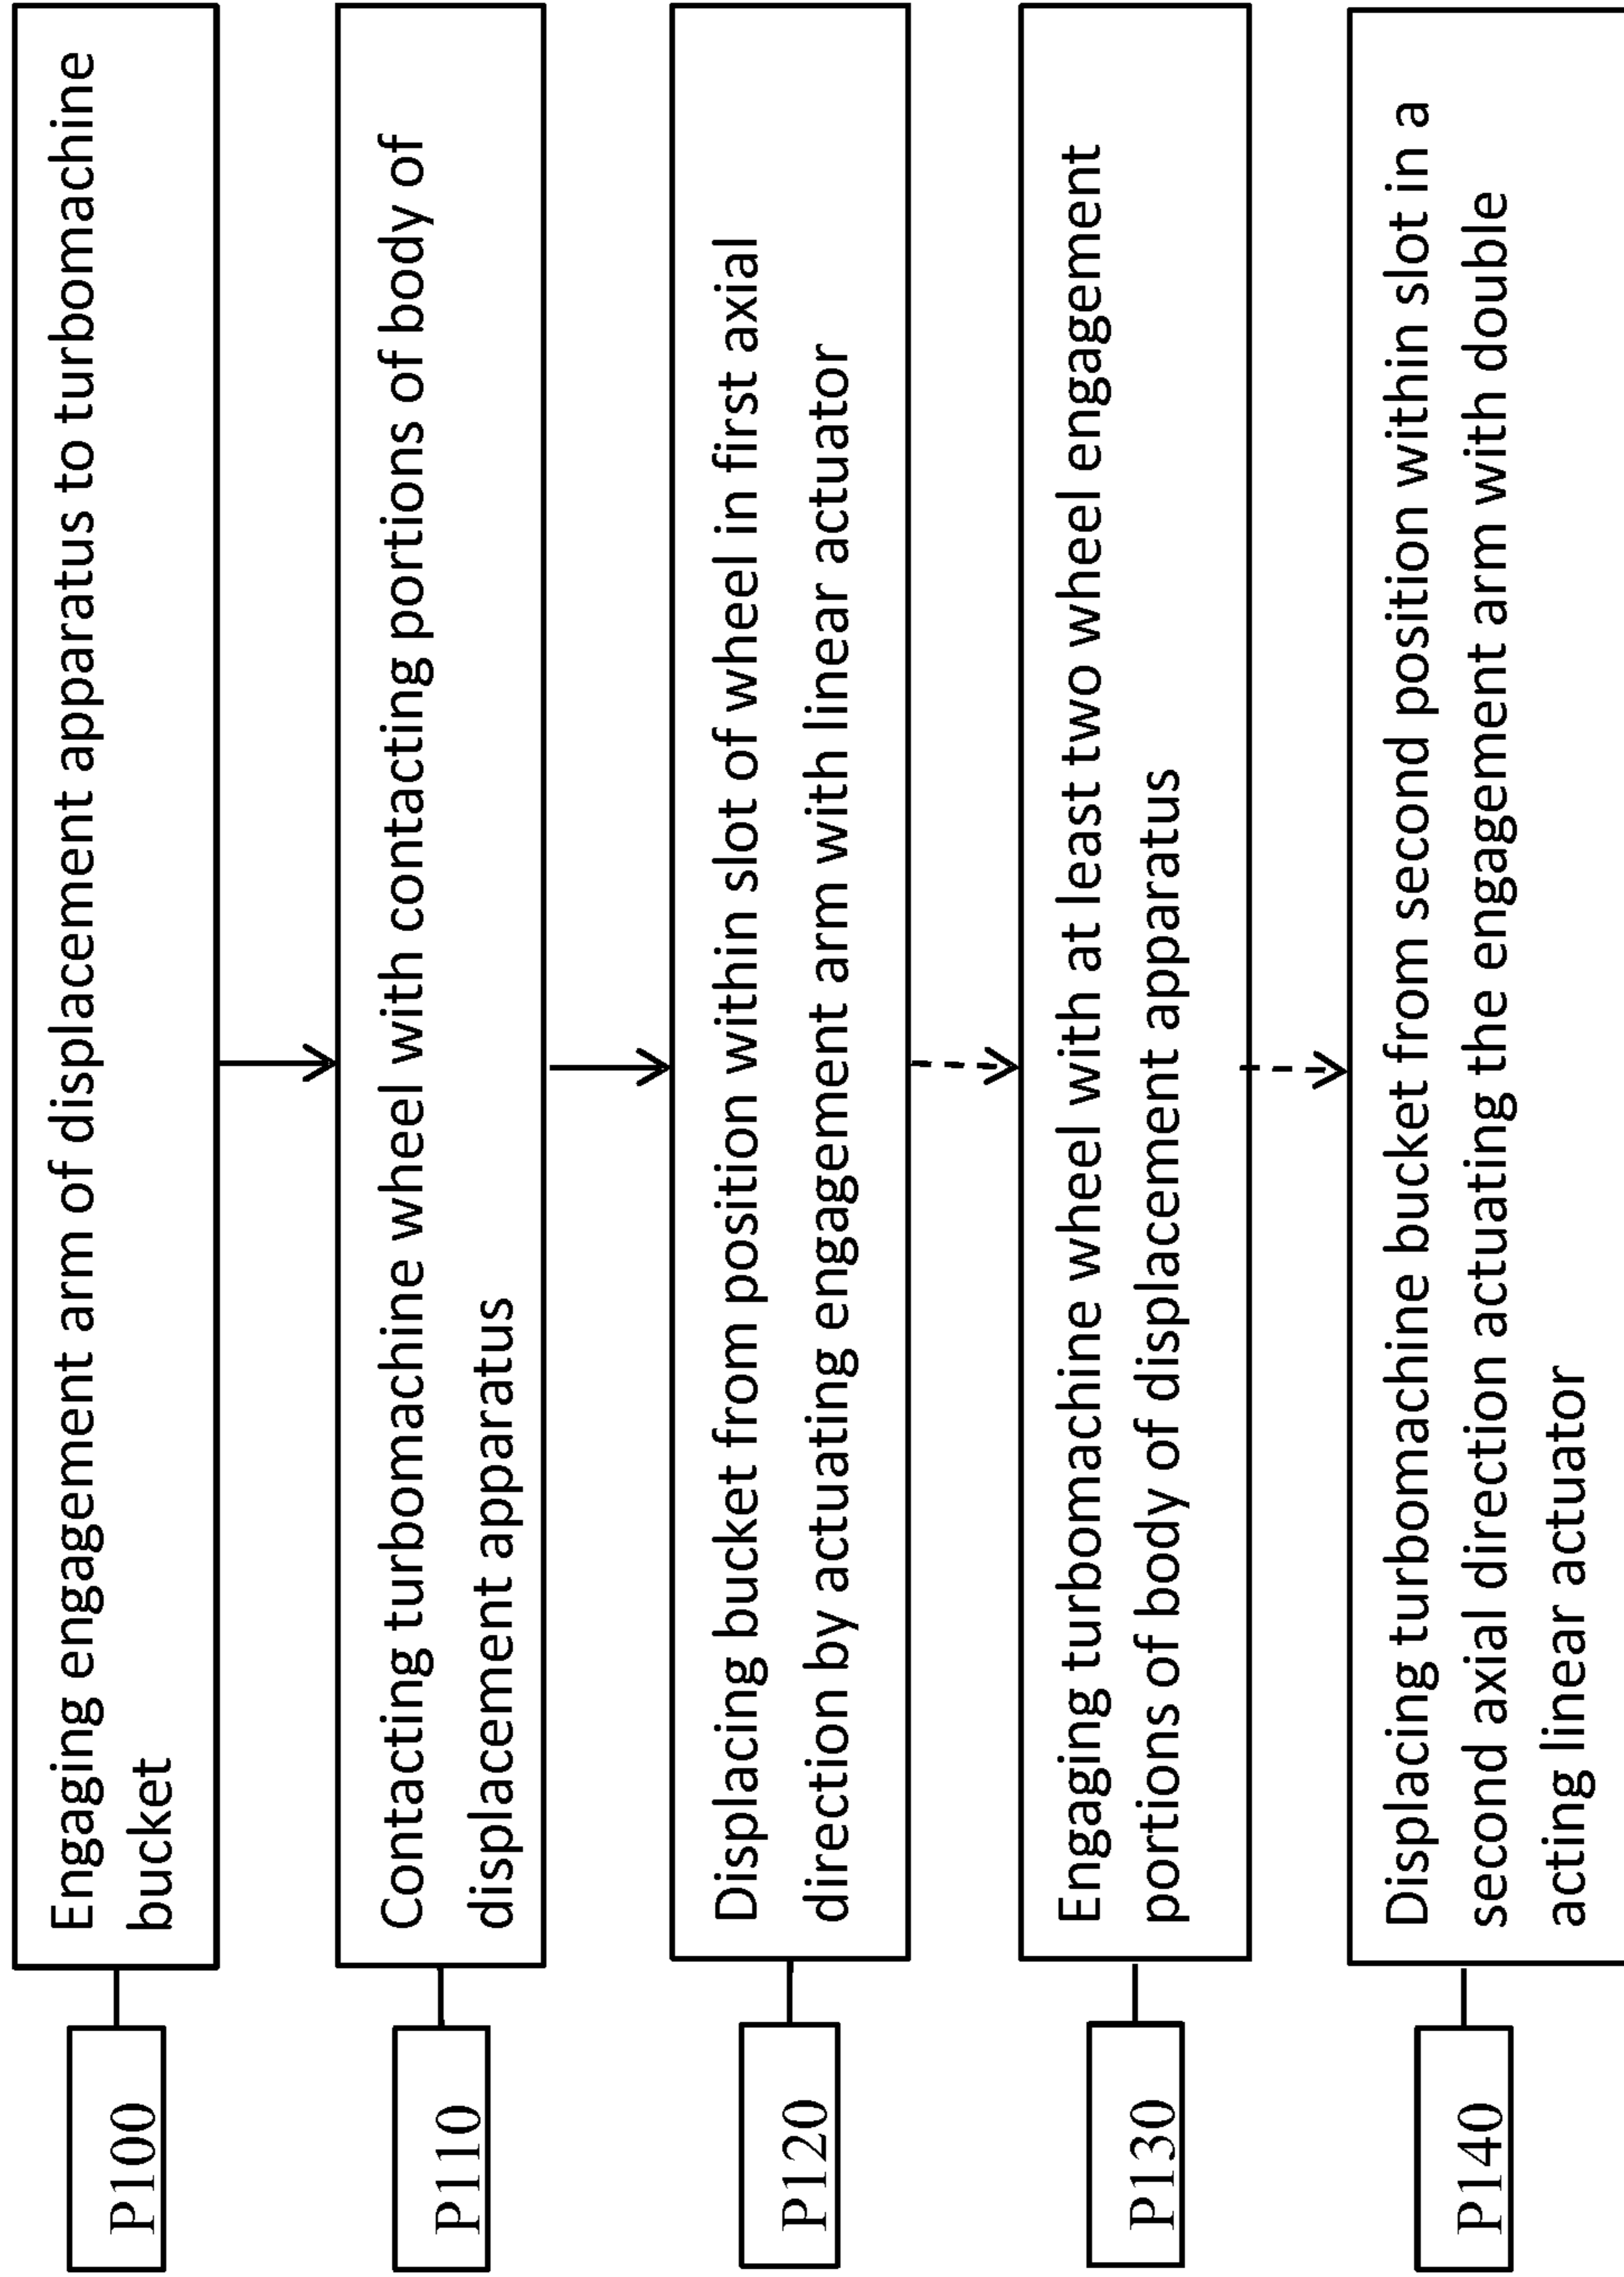 P100
Engaging engagement arm of displacement apparatus to turbomachine
bucket
P110
Contacting turbomachine wheel with contacting portions of body of
displacement apparatus
P120
Displacing bucket from position within slot of wheel in first axial
direction by actuating engagement arm with linear actuator
P130
Engaging turbomachine wheel with at least two wheel engagement
portions of body of displacement apparatus
P140
Displacing turbomachine bucket from second position within slot in a
second axial direction actuating the engagement arm with double
acting linear actuator